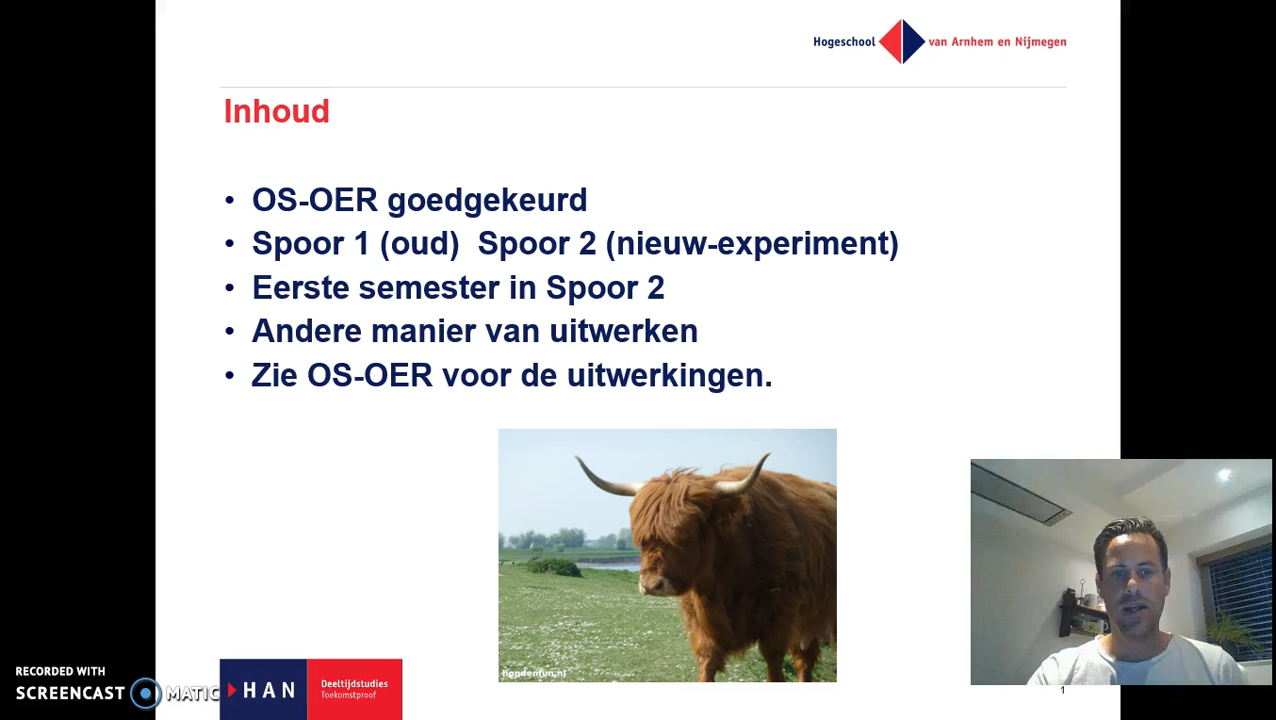 Hogeschool van Arnhem en Nijmegen
Inhoud
• OS-OER goedgekeurd
• Spoor 1 (oud)  Spoor 2 (nieuw-experiment)
• Eerste semester in Spoor 2
• Andere manier van uitwerken
• Zie OS-OER voor de uitwerkingen.
hondenfun.nl
RECORDED WITH
SCREENCAST MATIC
HAN
Deeltijdstudies
Toekomstproof
1